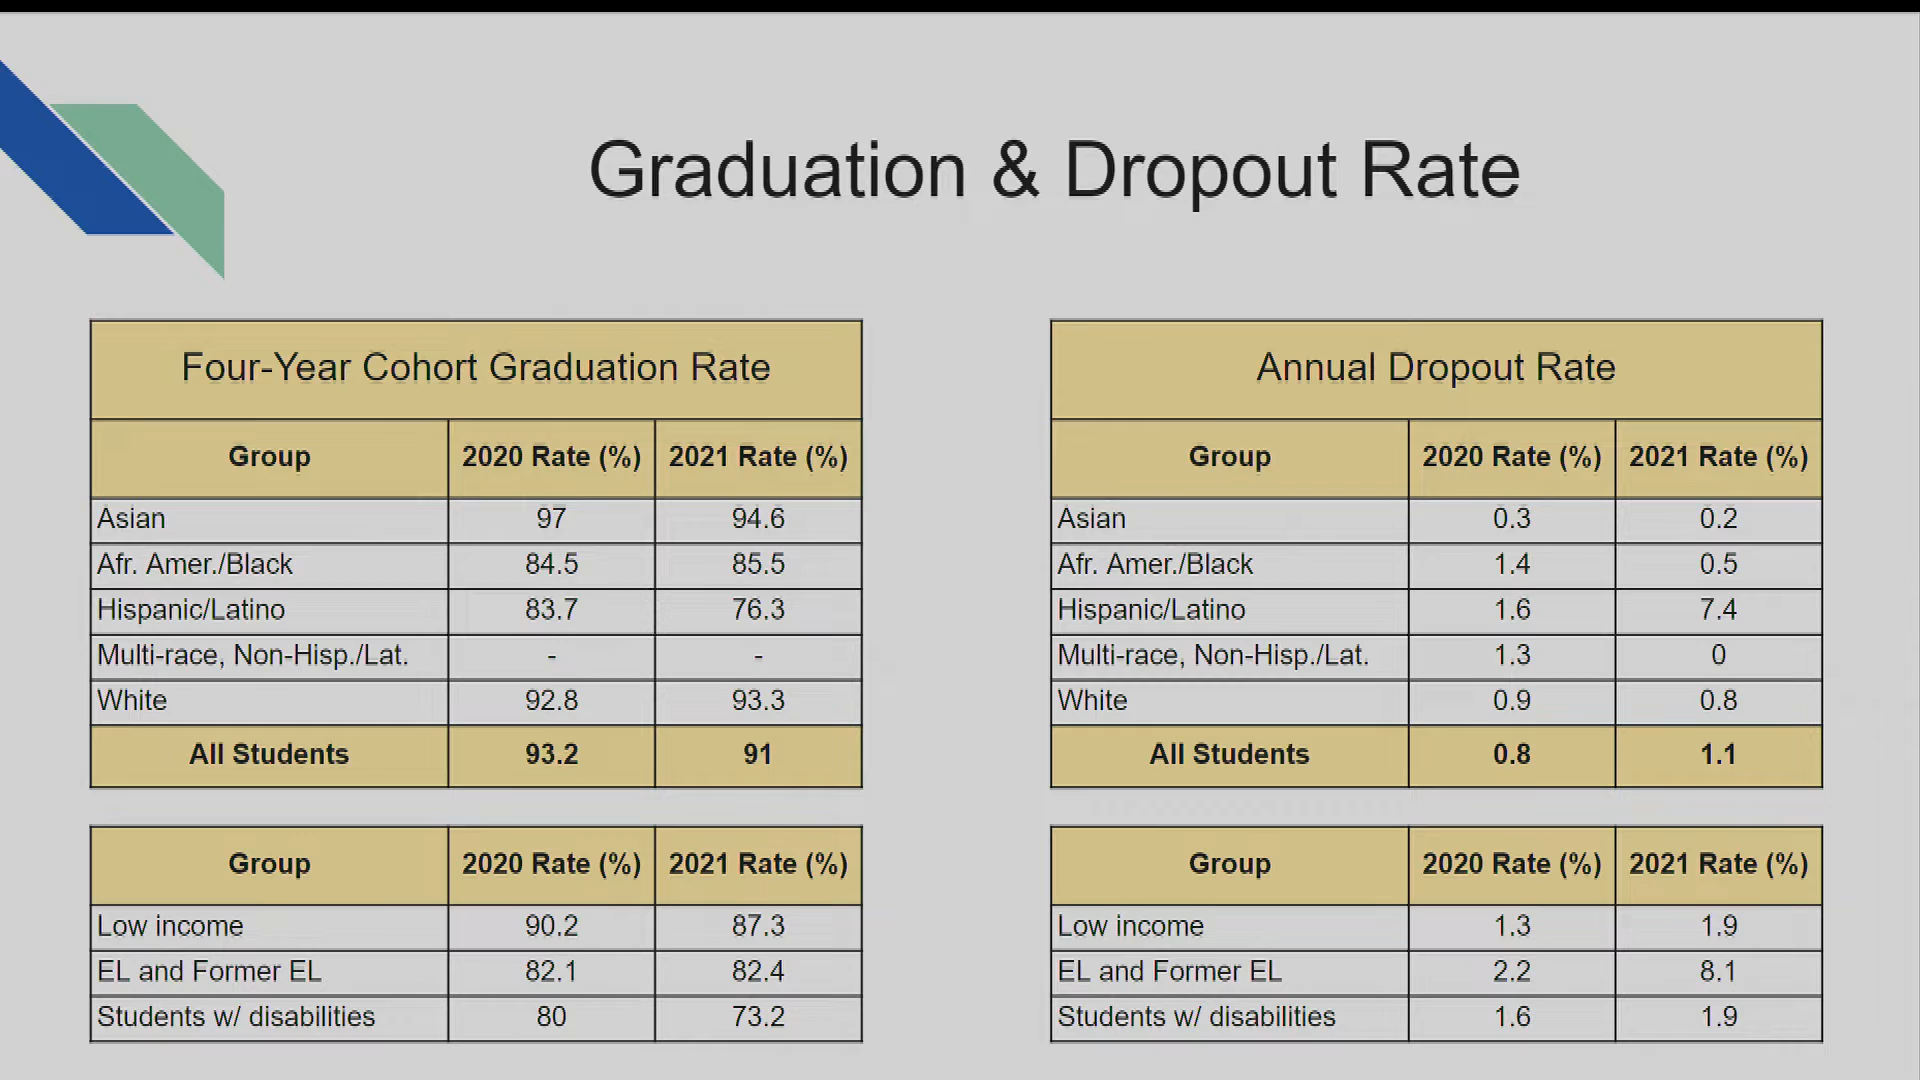 Graduation & Dropout Rate
Four-Year Cohort Graduation Rate
Group 2020 Rate (%) 2021 Rate (%)
Asian 97 94.6
Afr. Amer./Black 84.5 85.5
Hispanic/Latino 83.7 76.3
Multi-race, Non-Hisp./Lat. - -
White 92.8 93.3
All Students 93.2 91
Group 2020 Rate (%) 2021 Rate (%)
Low income 90.2 87.3
EL and Former EL 82.1 82.4
Students w/ disabilities 80 73.2
Annual Dropout Rate
Group 2020 Rate (%) 2021 Rate (%)
Asian 0.3 0.2
Afr. Amer./Black 1.4 0.5
Hispanic/Latino 1.6 7.4
Multi-race, Non-Hisp./Lat. 1.3 0
White 0.9 0.8
All Students 0.8 1.1
Group 2020 Rate (%) 2021 Rate (%)
Low income 1.3 1.9
EL and Former EL 2.2 8.1
Students w/ disabilities 1.6 1.9